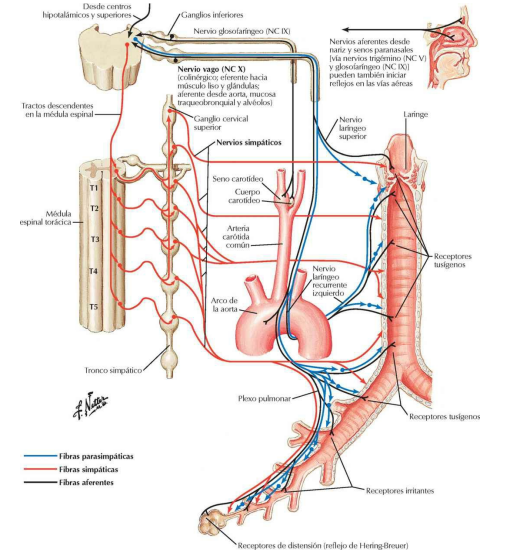 Desde centros
hipotalámicos y superiores
Ganglios inferiores
Nervio glosofaríngeo (NC IX)
Nervios aferentes desde
nariz y senos paranasales
[vía nervios trigémino (NC V)
y glosofaríngeo (NC IX)]
pueden también iniciar
reflejos en las vías aéreas
Nervio vago (NC X)
(colinérgico; eferente hacia
músculo liso y glándulas;
aferente desde aorta, mucosa
traqueobronquial y alvéolos)
Tractos descendentes
en la médula espinal
Ganglio cervical
superior
Nervio
laríngeo
superior
Laringe
Nervios simpáticos
Seno carotídeo
Cuerpo
carotídeo
T1
T2
T3
T4
T5
Médula
espinal torácica
Arteria
carótida
común
Receptores
tusígenos
Nervio
laríngeo
recurrente
izquierdo
Arco de
la aorta
Tronco simpático
Plexo pulmonar
Receptores tusígenos
F. Netter
M.D.
Fibras parasimpáticas
Fibras simpáticas
Fibras aferentes
Receptores irritantes
Receptores de distensión (reflejo de Hering-Breuer)